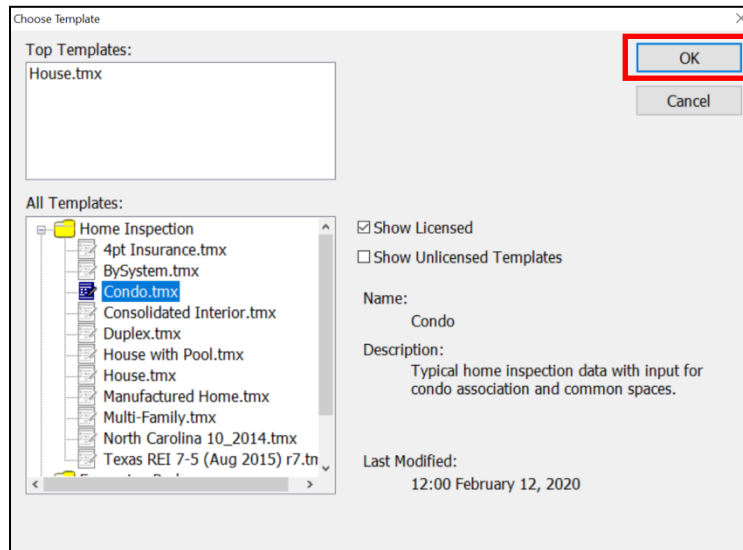 Choose Template
Top Templates:
House.tmx
OK
Cancel
All Templates:
Home Inspection
4pt Insurance.tmx
BySystem.tmx
Condo.tmx
Consolidated Interior.tmx
Duplex.tmx
House with Pool.tmx
House.tmx
Manufactured Home.tmx
Multi-Family.tmx
North Carolina 10_2014.tmx
Texas REI 7-5 (Aug 2015) r7.tm
Show Licensed
Show Unlicensed Templates
Name:
Condo
Description:
Typical home inspection data with input for
condo association and common spaces.
Last Modified:
12:00 February 12, 2020